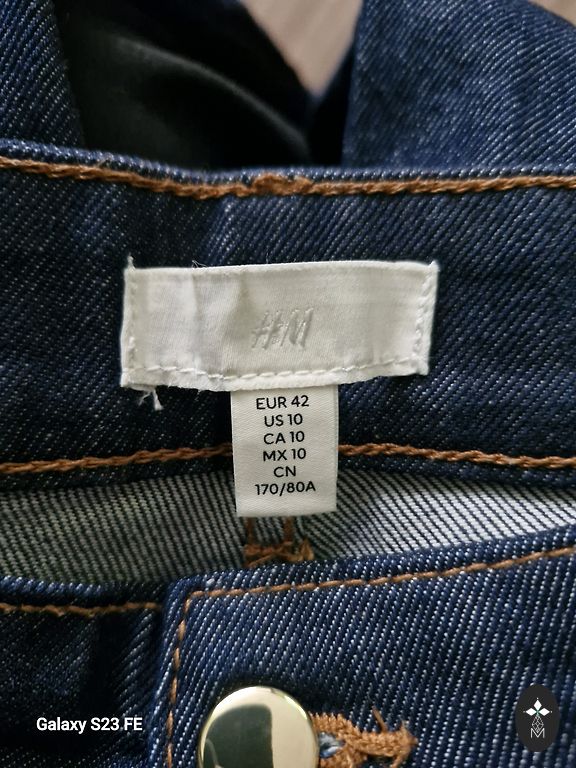 H&M
EUR 42
US 10
CA 10
MX 10
CN
170/80A
Galaxy S23 FE